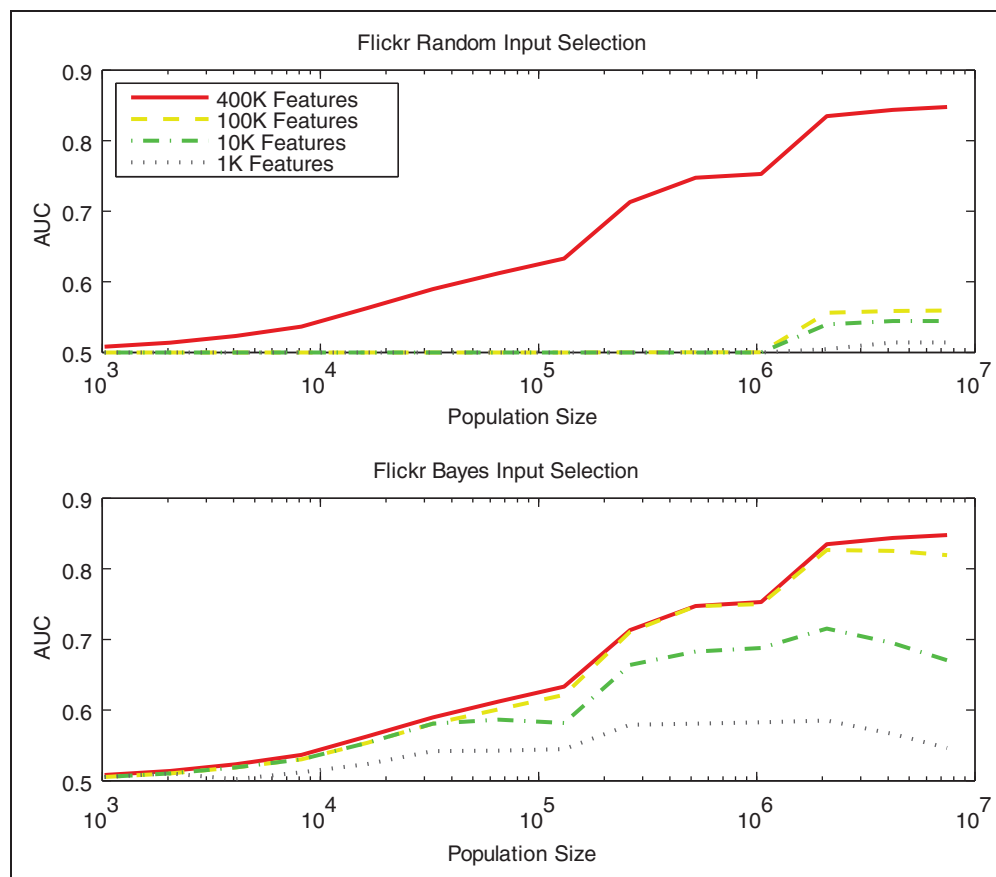 Flickr Random Input Selection
0.9
0.8
0.7
0.6
0.5
AUC
400K Features
100K Features
10K Features
1K Features
10^3 10^4 10^5 10^6 10^7
Population Size
Flickr Bayes Input Selection
0.9
0.8
0.7
0.6
0.5
AUC
10^3 10^4 10^5 10^6 10^7
Population Size